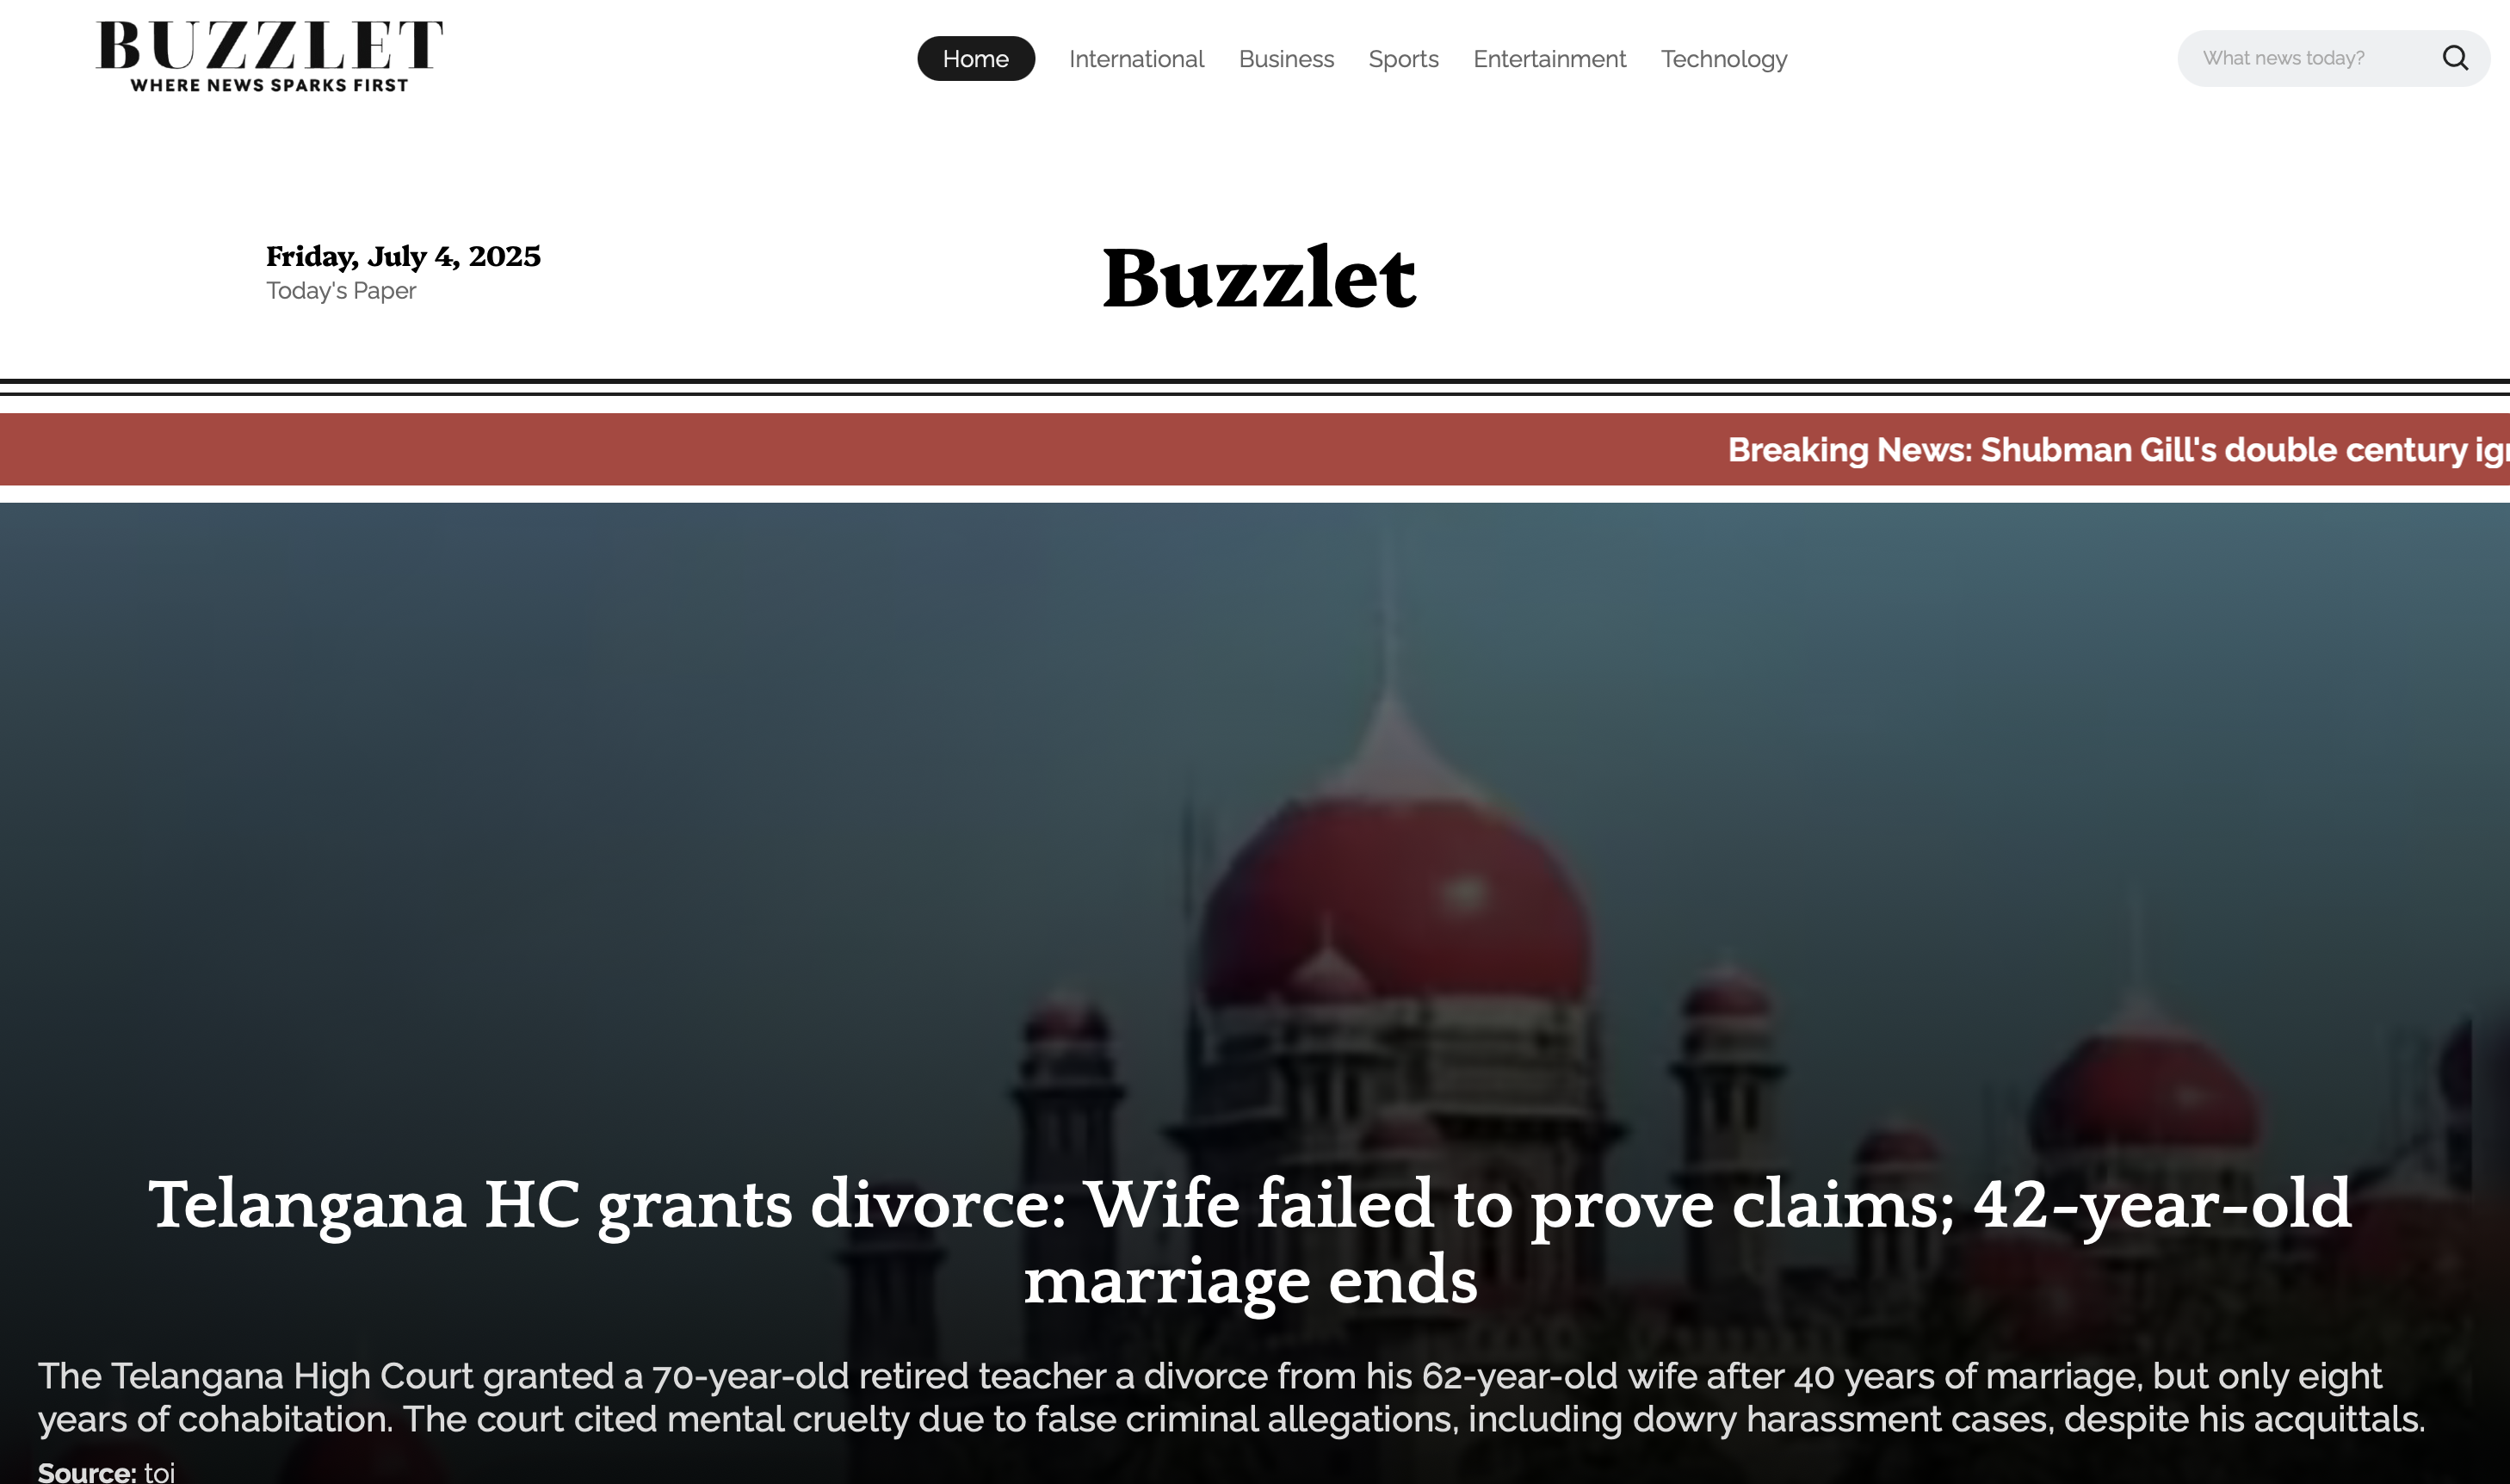 BUZZLET
WHERE NEWS SPARKS FIRST
Home International Business Sports Entertainment Technology
What news today?
Friday, July 4, 2025
Today's Paper
Buzzlet
Breaking News: Shubman Gill's double century
Telangana HC grants divorce: Wife failed to prove claims; 42-year-old
marriage ends
The Telangana High Court granted a 70-year-old retired teacher a divorce from his 62-year-old wife after 40 years of marriage, but only eight
years of cohabitation. The court cited mental cruelty due to false criminal allegations, including dowry harassment cases, despite his acquittals.
Source: toi